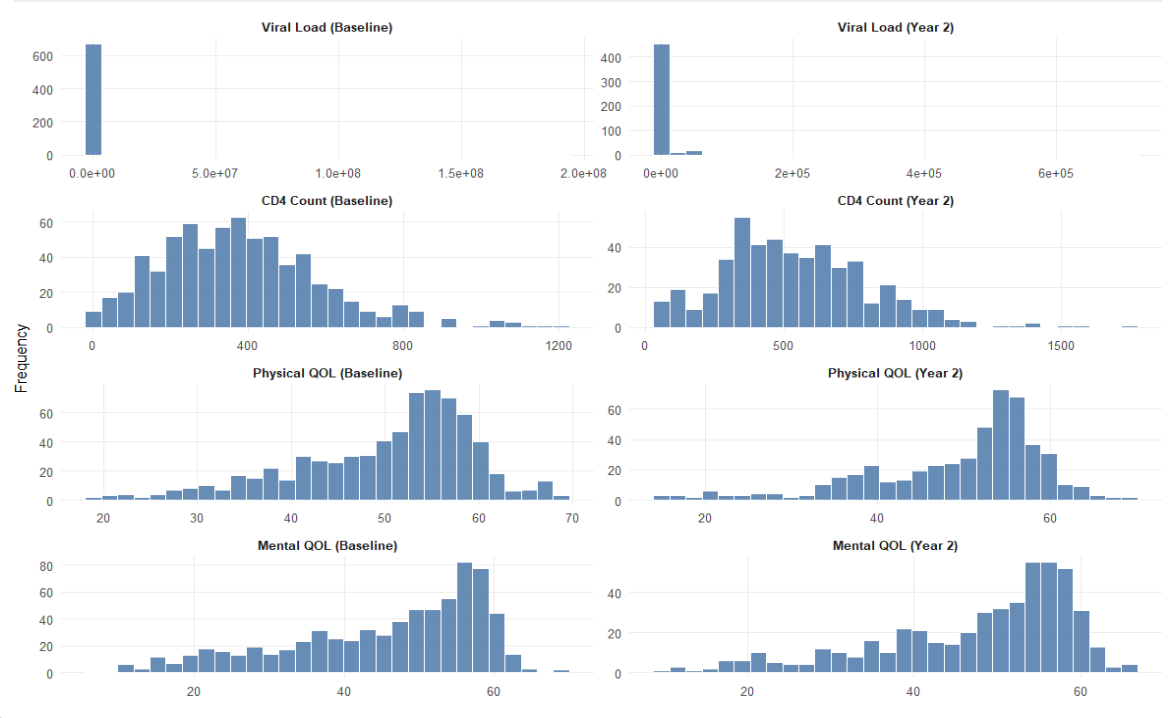 Viral Load (Baseline)
600
400
200
0
0.0e+00 5.0e+07 1.0e+08 1.5e+08 2.0e+08
Viral Load (Year 2)
400
300
200
100
0
0e+00 2e+05 4e+05 6e+05
CD4 Count (Baseline)
60
40
20
0
0 400 800 1200
CD4 Count (Year 2)
40
20
0
0 500 1000 1500
Frequency
Physical QOL (Baseline)
60
40
20
0
20 30 40 50 60 70
Physical QOL (Year 2)
60
40
20
0
20 40 60
Mental QOL (Baseline)
80
60
40
20
0
20 40 60
Mental QOL (Year 2)
40
20
0
20 40 60